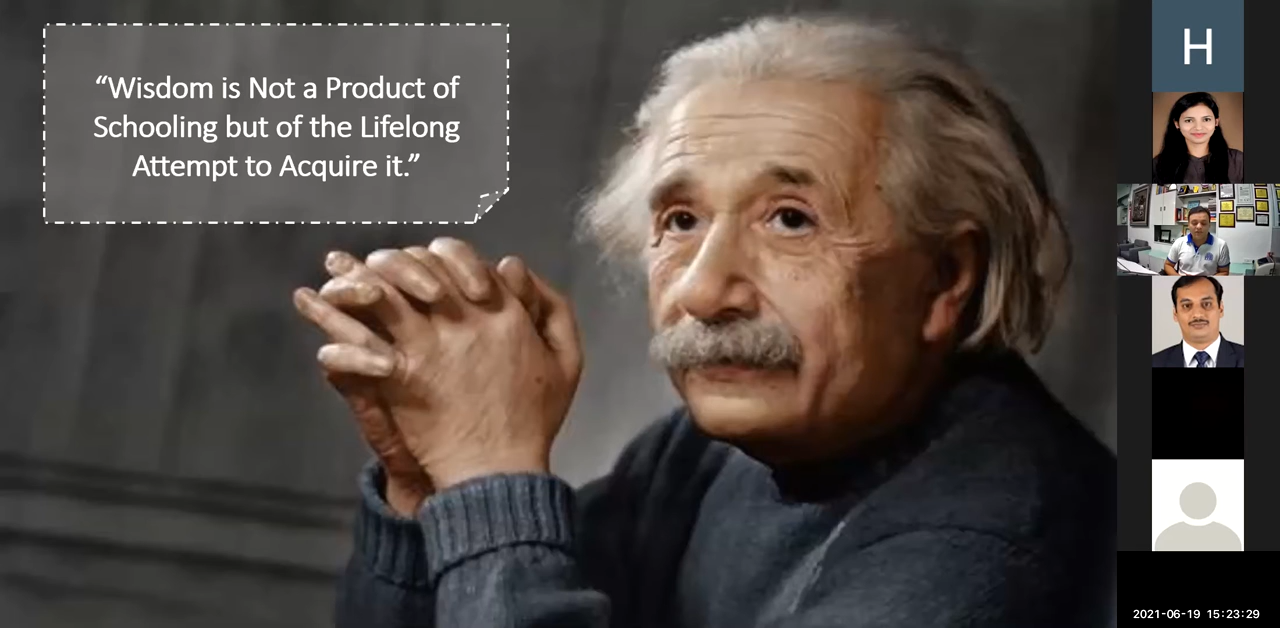 “Wisdom is Not a Product of
Schooling but of the Lifelong
Attempt to Acquire it.”
H
2021-06-19 15:23:29